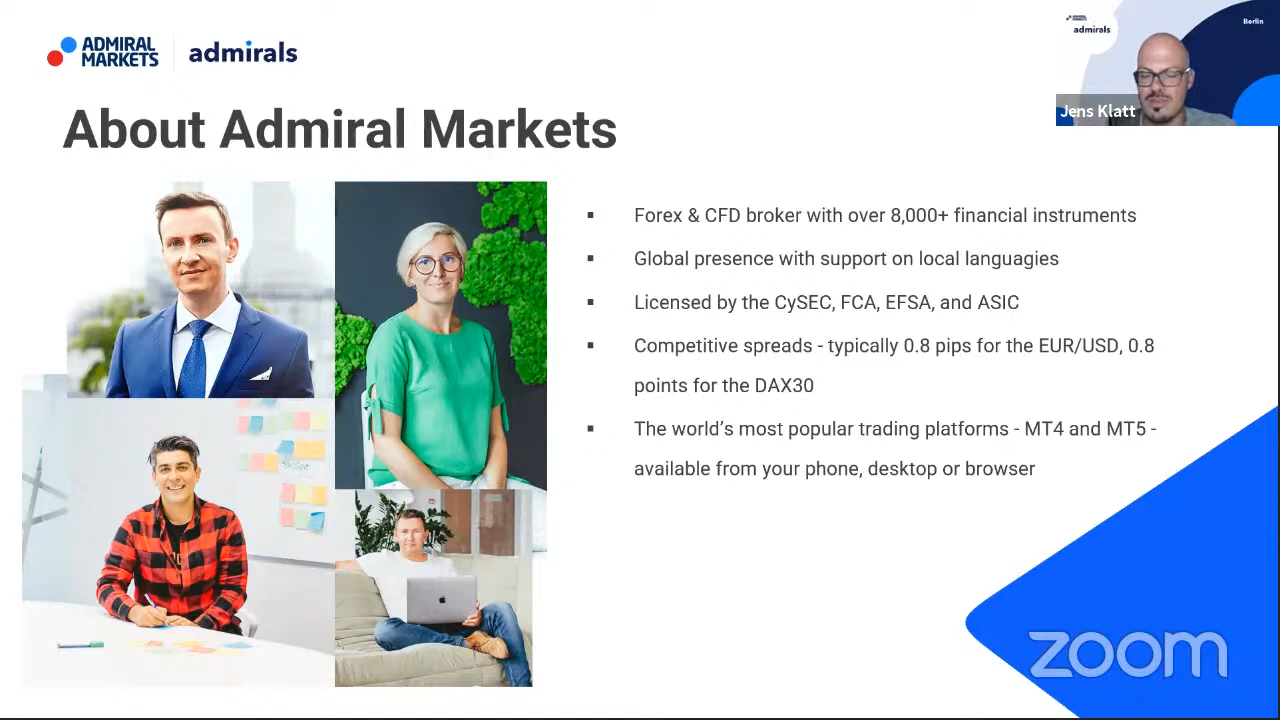 ADMIRAL
MARKETS
admirals
admirals
Berlin
Jens Klatt
About Admiral Markets
Forex & CFD broker with over 8,000+ financial instruments
Global presence with support on local languagies
Licensed by the CySEC, FCA, EFSA, and ASIC
Competitive spreads - typically 0.8 pips for the EUR/USD, 0.8
points for the DAX30
The world's most popular trading platforms - MT4 and MT5 -
available from your phone, desktop or browser
zoom